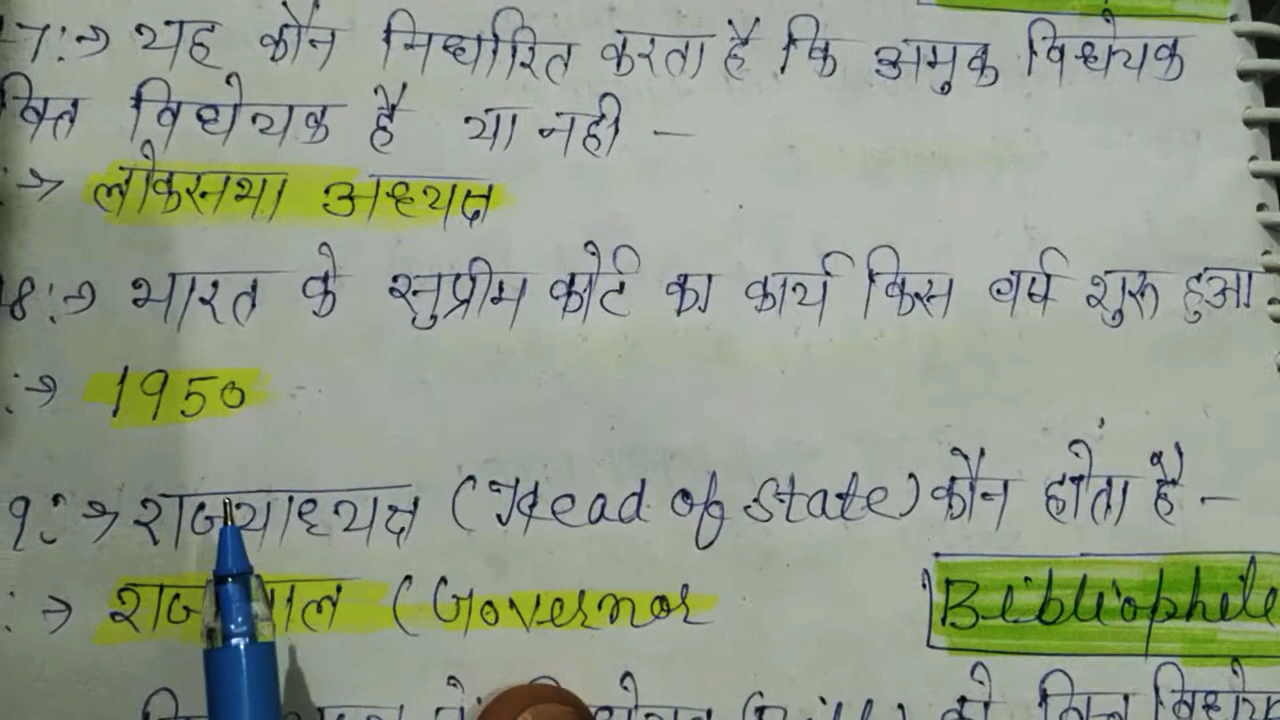 7:→ यह कौन निर्धारित करता है कि अमुक विधेयक
वित्त विधेयक है या नही –
:→ लोकसभा अध्यक्ष
8:→ भारत के सुप्रीम कोर्ट का कार्य किस वर्ष शुरू हुआ
:→ 1950
9:→ राज्याध्यक्ष (Head of state) कौन होता है –
:→ राज्यपाल (Governor
Bibliophile